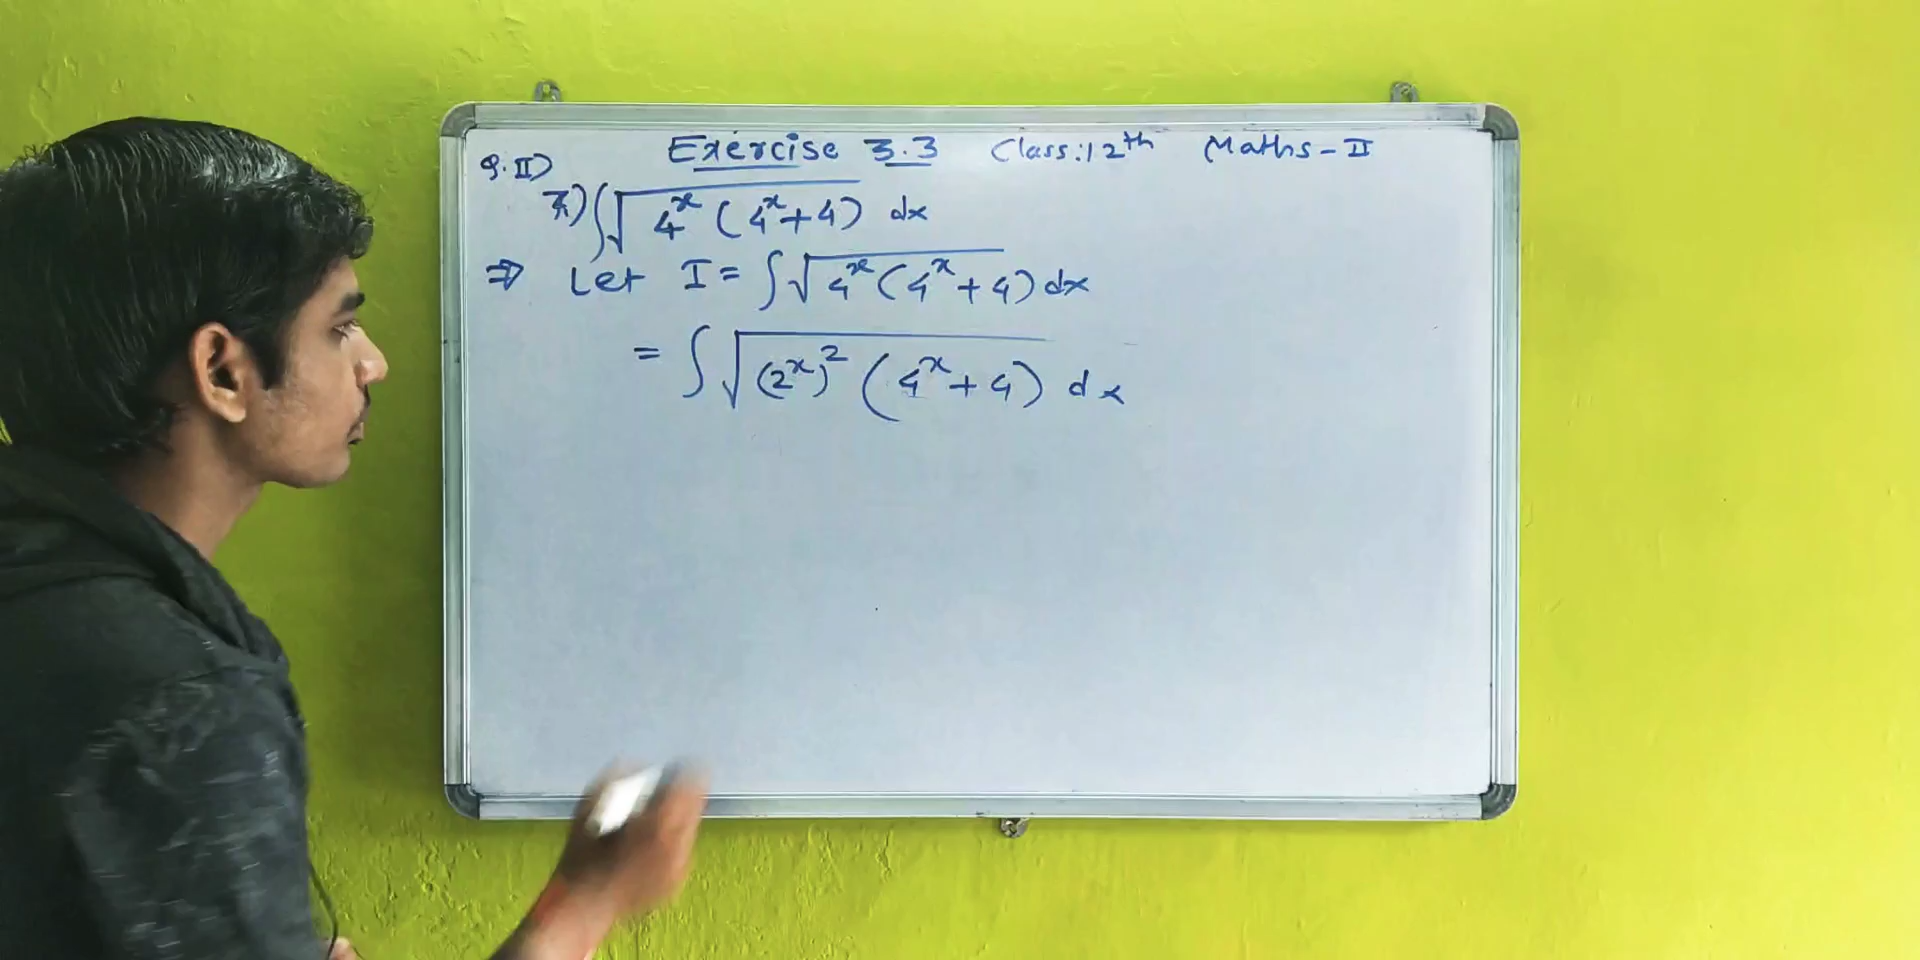 Exercise 3.3 Class:12th Maths-II
Q.II)
7) ∫√4^x (4^x+4) dx
⇒ Let I = ∫√4^x (4^x+4) dx
= ∫√(2^x)^2 (4^x+4) dx